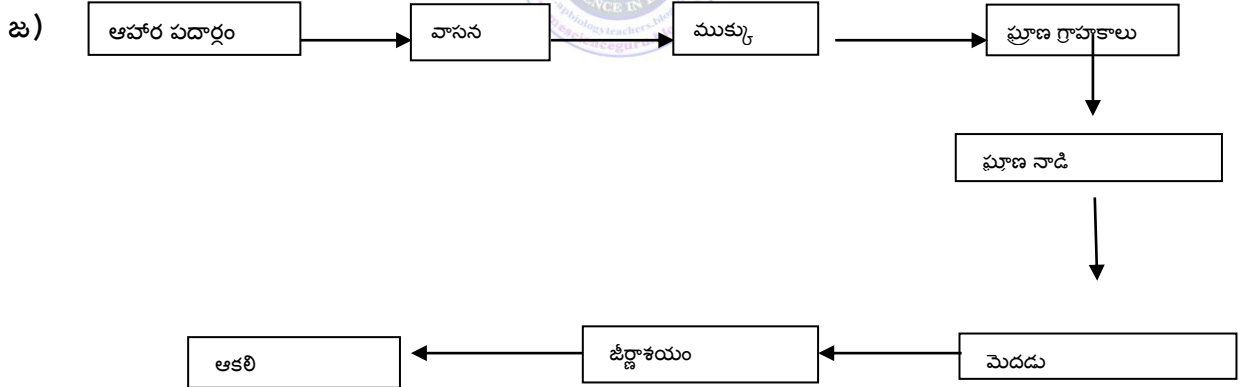 జ) ఆహార పదార్థం వాసన ముక్కు ఘ్రాణ గ్రాహకాలు
ఘ్రాణ నాడి
మెదడు
జీర్ణాశయం
ఆకలి